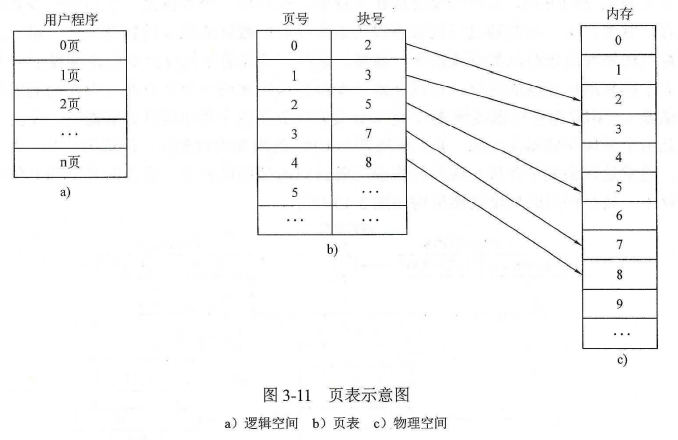 用户程序
0页
1页
2页
···
n页
a)
页号 块号
0 2
1 3
2 5
3 7
4 8
5 ···
··· ···
b)
内存
0
1
2
3
4
5
6
7
8
9
···
c)
图 3-11 页表示意图
a）逻辑空间 b）页表 c）物理空间